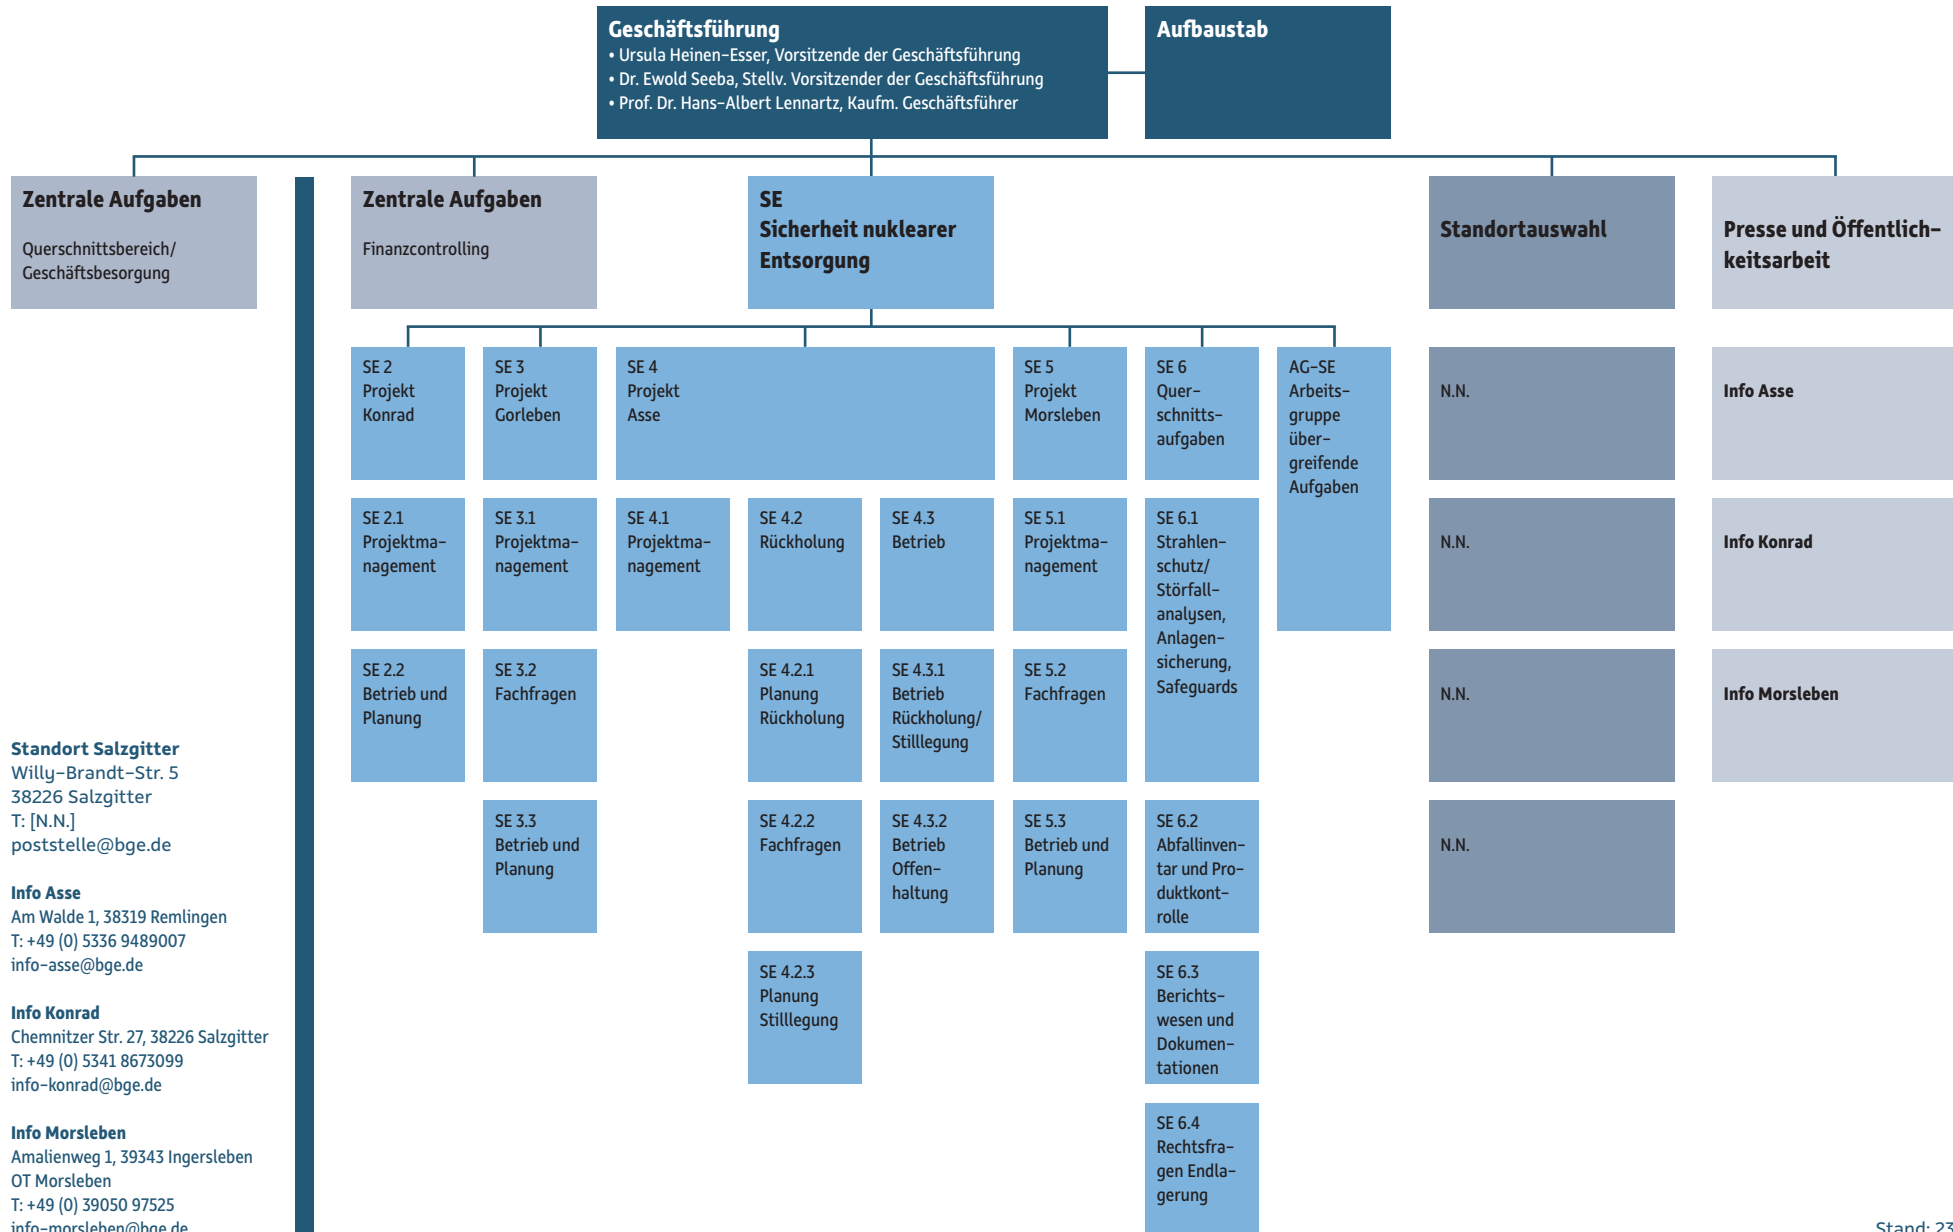 Geschäftsführung
• Ursula Heinen-Esser, Vorsitzende der Geschäftsführung
• Dr. Ewold Seeba, Stellv. Vorsitzender der Geschäftsführung
• Prof. Dr. Hans-Albert Lennartz, Kaufm. Geschäftsführer
Aufbaustab
Zentrale Aufgaben
Querschnittsbereich/
Geschäftsbesorgung
Zentrale Aufgaben
Finanzcontrolling
SE
Sicherheit nuklearer
Entsorgung
Standortauswahl
Presse und Öffentlich-
keitsarbeit
SE 2
Projekt
Konrad
SE 3
Projekt
Gorleben
SE 4
Projekt
Asse
SE 5
Projekt
Morsleben
SE 6
Quer-
schnitts-
aufgaben
AG-SE
Arbeits-
gruppe
über-
greifende
Aufgaben
N.N.
Info Asse
SE 2.1
Projektma-
nagement
SE 3.1
Projektma-
nagement
SE 4.1
Projektma-
nagement
SE 4.2
Rückholung
SE 4.3
Betrieb
SE 5.1
Projektma-
nagement
SE 6.1
Strahlen-
schutz/
Störfall-
analysen,
Anlagen-
sicherung,
Safeguards
N.N.
Info Konrad
SE 2.2
Betrieb und
Planung
SE 3.2
Fachfragen
SE 4.2.1
Planung
Rückholung
SE 4.3.1
Betrieb
Rückholung/
Stilllegung
SE 5.2
Fachfragen
N.N.
Info Morsleben
SE 3.3
Betrieb und
Planung
SE 4.2.2
Fachfragen
SE 4.3.2
Betrieb
Offen-
haltung
SE 5.3
Betrieb und
Planung
SE 6.2
Abfallinven-
tar und Pro-
duktkont-
rolle
N.N.
SE 4.2.3
Planung
Stilllegung
SE 6.3
Berichts-
wesen und
Dokumen-
tationen
SE 6.4
Rechtsfra-
gen Endla-
gerung
Standort Salzgitter
Willy-Brandt-Str. 5
38226 Salzgitter
T: [N.N.]
poststelle@bge.de
Info Asse
Am Walde 1, 38319 Remlingen
T: +49 (0) 5336 9489007
info-asse@bge.de
Info Konrad
Chemnitzer Str. 27, 38226 Salzgitter
T: +49 (0) 5341 8673099
info-konrad@bge.de
Info Morsleben
Amalienweg 1, 39343 Ingersleben
OT Morsleben
T: +49 (0) 39050 97525
info-morsleben@bge.de
Stand: 23